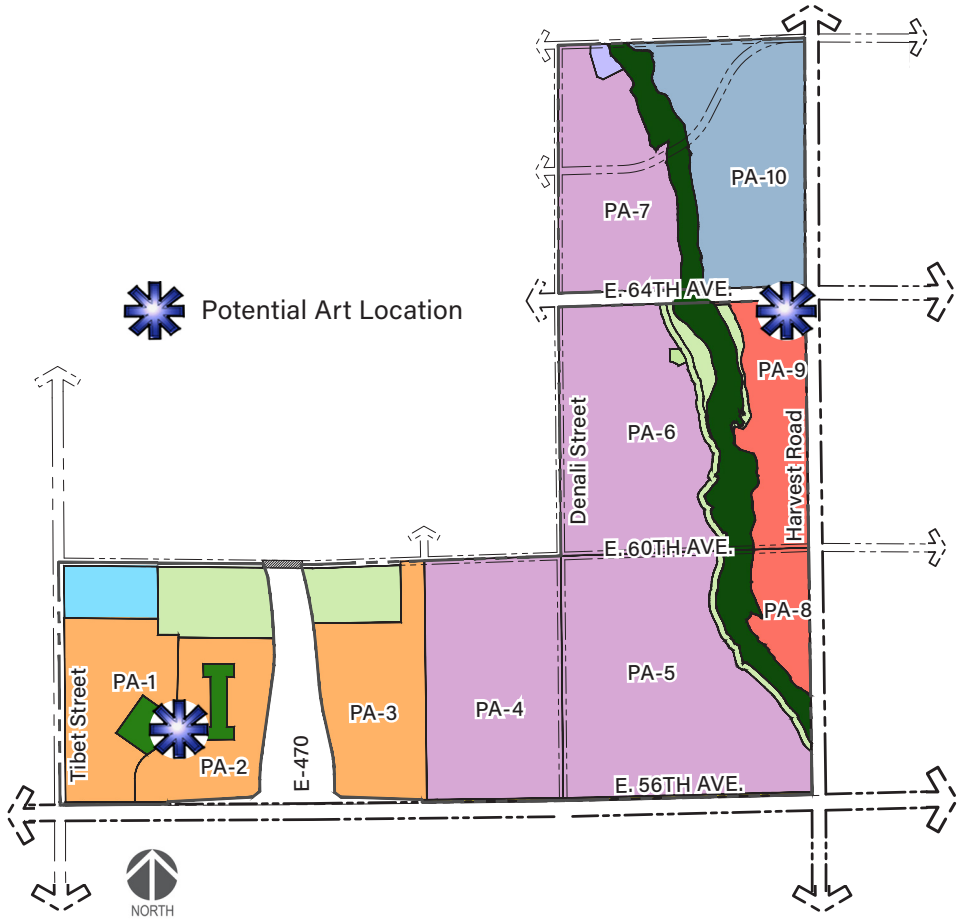 PA-10
PA-7
E. 64TH AVE.
Potential Art Location
PA-9
PA-6
Denali Street
Harvest Road
E. 60TH AVE.
PA-8
PA-5
PA-1
Tibet Street
PA-4
PA-3
PA-2
E-470
E. 56TH AVE.
NORTH